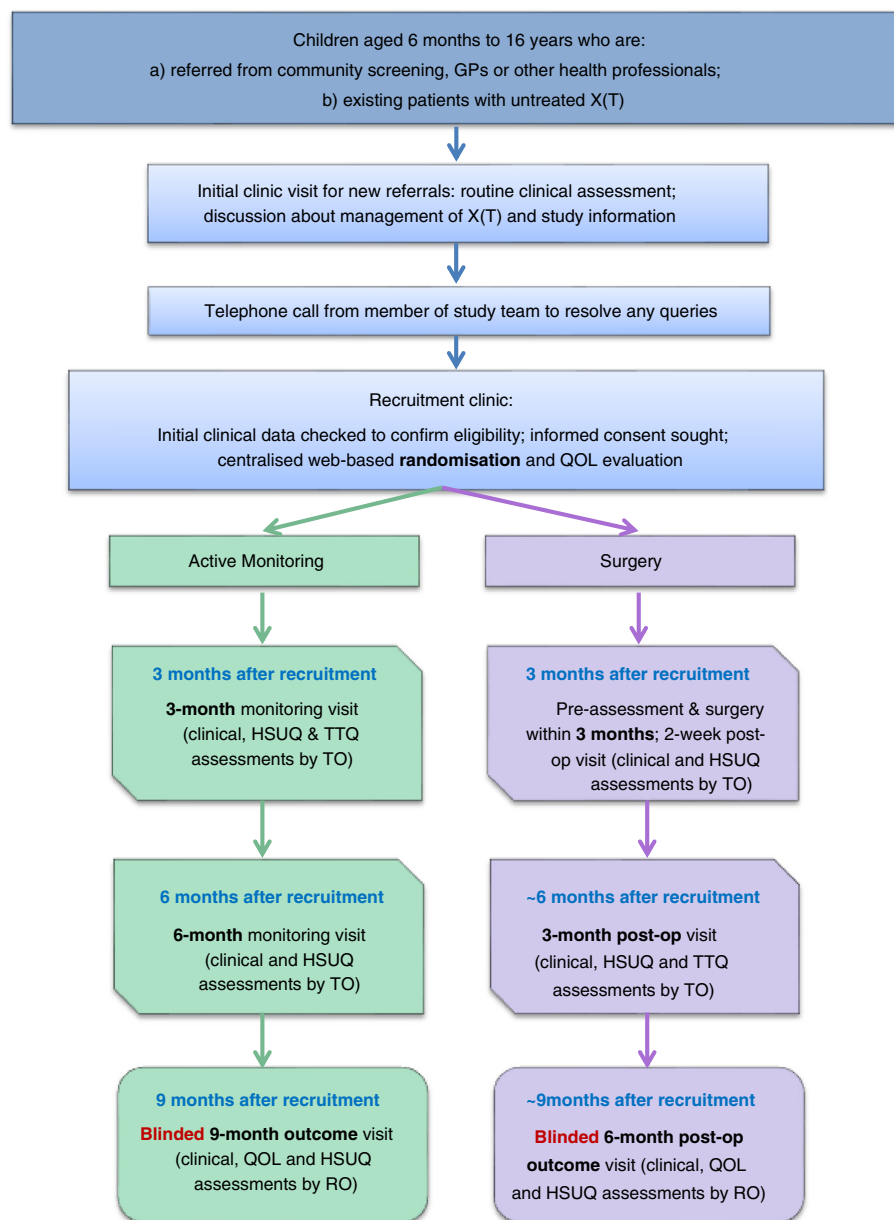 Children aged 6 months to 16 years who are:
a) referred from community screening, GPs or other health professionals;
b) existing patients with untreated X(T)
Initial clinic visit for new referrals: routine clinical assessment;
discussion about management of X(T) and study information
Telephone call from member of study team to resolve any queries
Recruitment clinic:
Initial clinical data checked to confirm eligibility; informed consent sought;
centralised web-based randomisation and QOL evaluation
Active Monitoring
Surgery
3 months after recruitment
3-month monitoring visit
(clinical, HSUQ & TTQ
assessments by TO)
3 months after recruitment
Pre-assessment & surgery
within 3 months; 2-week post-
op visit (clinical and HSUQ
assessments by TO)
6 months after recruitment
6-month monitoring visit
(clinical and HSUQ
assessments by TO)
~6 months after recruitment
3-month post-op visit
(clinical, HSUQ and TTQ
assessments by TO)
9 months after recruitment
Blinded 9-month outcome visit
(clinical, QOL and HSUQ
assessments by RO)
~9months after recruitment
Blinded 6-month post-op
outcome visit (clinical, QOL
and HSUQ assessments by RO)